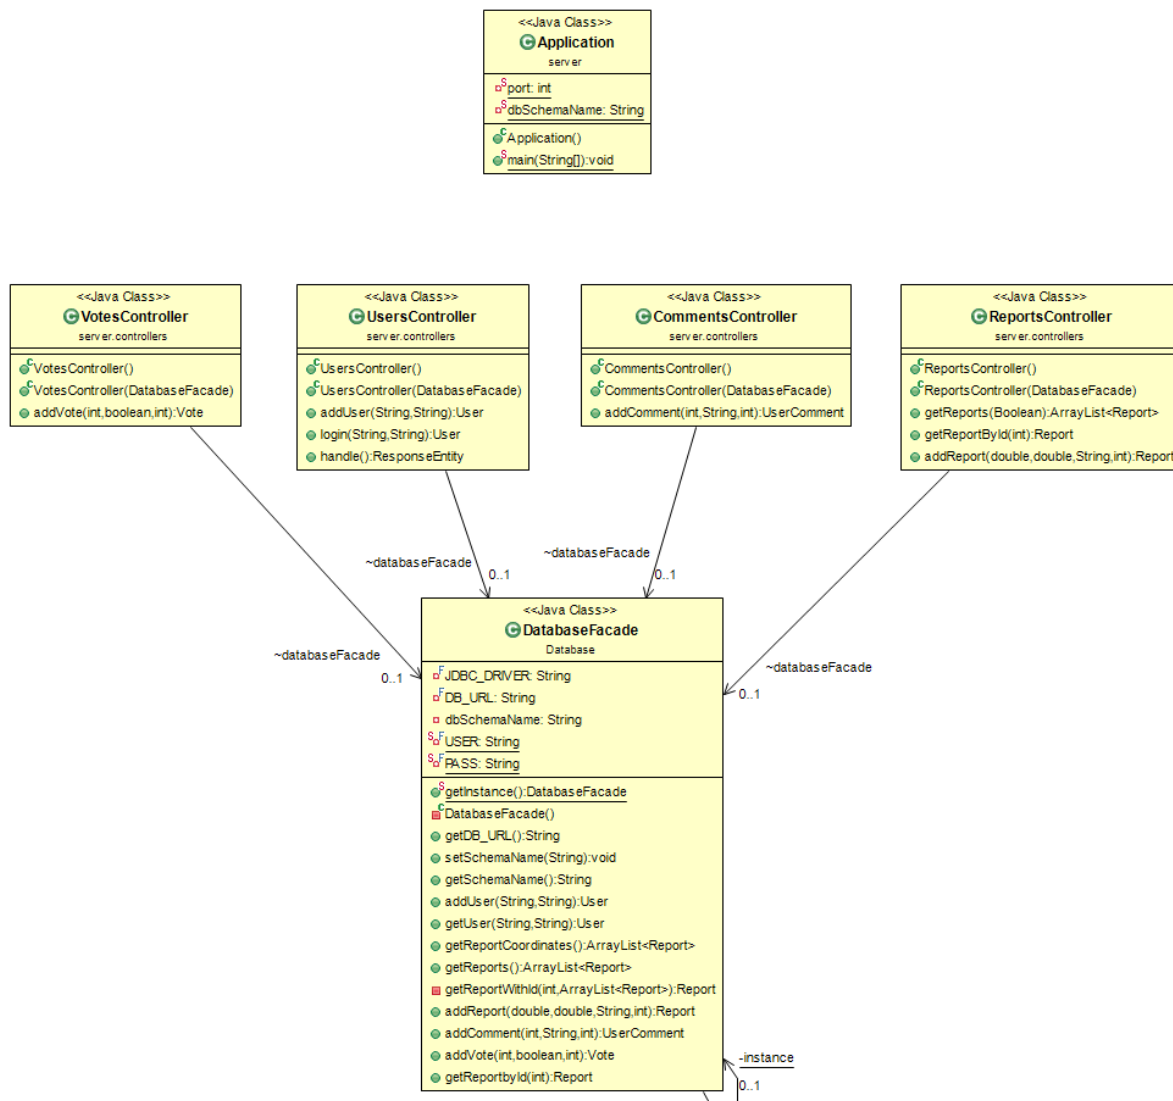 <<Java Class>>
Application
server
port: int
dbSchemaName: String
Application()
main(String[]):void
<<Java Class>>
VotesController
server.controllers
VotesController()
VotesController(DatabaseFacade)
addVote(int,boolean,int):Vote
<<Java Class>>
UsersController
server.controllers
UsersController()
UsersController(DatabaseFacade)
addUser(String,String):User
login(String,String):User
handle():ResponseEntity
<<Java Class>>
CommentsController
server.controllers
CommentsController()
CommentsController(DatabaseFacade)
addComment(int,String,int):UserComment
<<Java Class>>
ReportsController
server.controllers
ReportsController()
ReportsController(DatabaseFacade)
getReports(Boolean):ArrayList<Report>
getReportById(int):Report
addReport(double,double,String,int):Report
~databaseFacade
0..1
~databaseFacade
0..1
~databaseFacade
0..1
~databaseFacade
0..1
<<Java Class>>
DatabaseFacade
Database
JDBC_DRIVER: String
DB_URL: String
dbSchemaName: String
USER: String
PASS: String
getInstance():DatabaseFacade
DatabaseFacade()
getDB_URL():String
setSchemaName(String):void
getSchemaName():String
addUser(String,String):User
getUser(String,String):User
getReportCoordinates():ArrayList<Report>
getReports():ArrayList<Report>
getReportWithId(int,ArrayList<Report>):Report
addReport(double,double,String,int):Report
addComment(int,String,int):UserComment
addVote(int,boolean,int):Vote
getReportbyId(int):Report
-instance
0..1